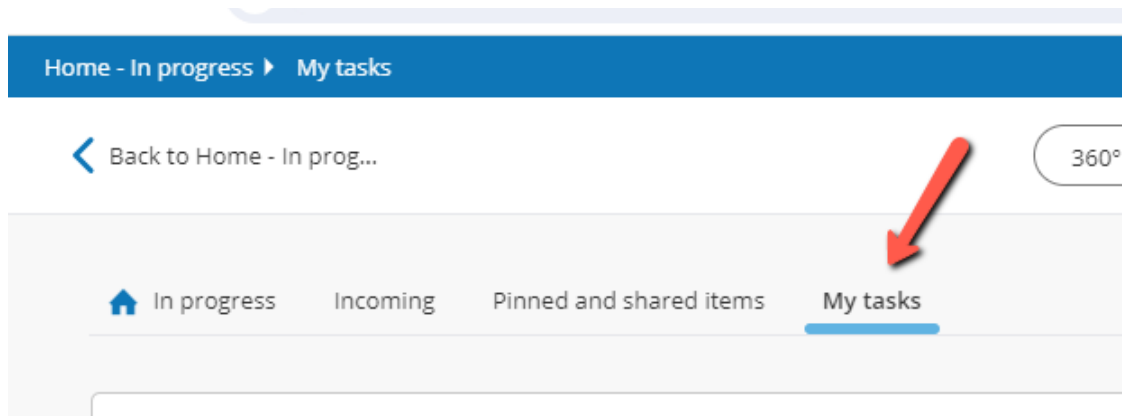 Home - In progress My tasks
Back to Home - In prog...
360°
In progress Incoming Pinned and shared items My tasks